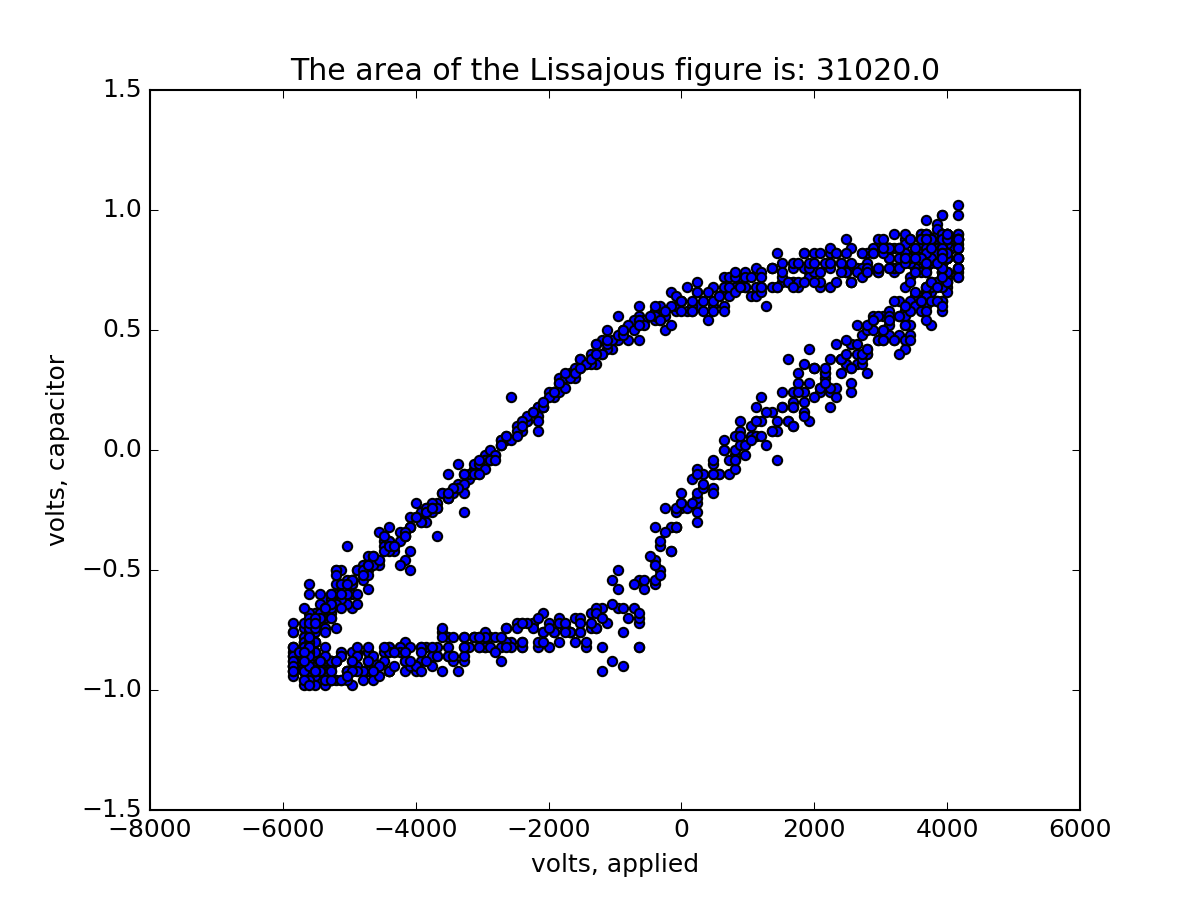 The area of the Lissajous figure is: 31020.0
1.5
1.0
0.5
0.0
−0.5
−1.0
−1.5
volts, capacitor
−8000 −6000 −4000 −2000 0 2000 4000 6000
volts, applied